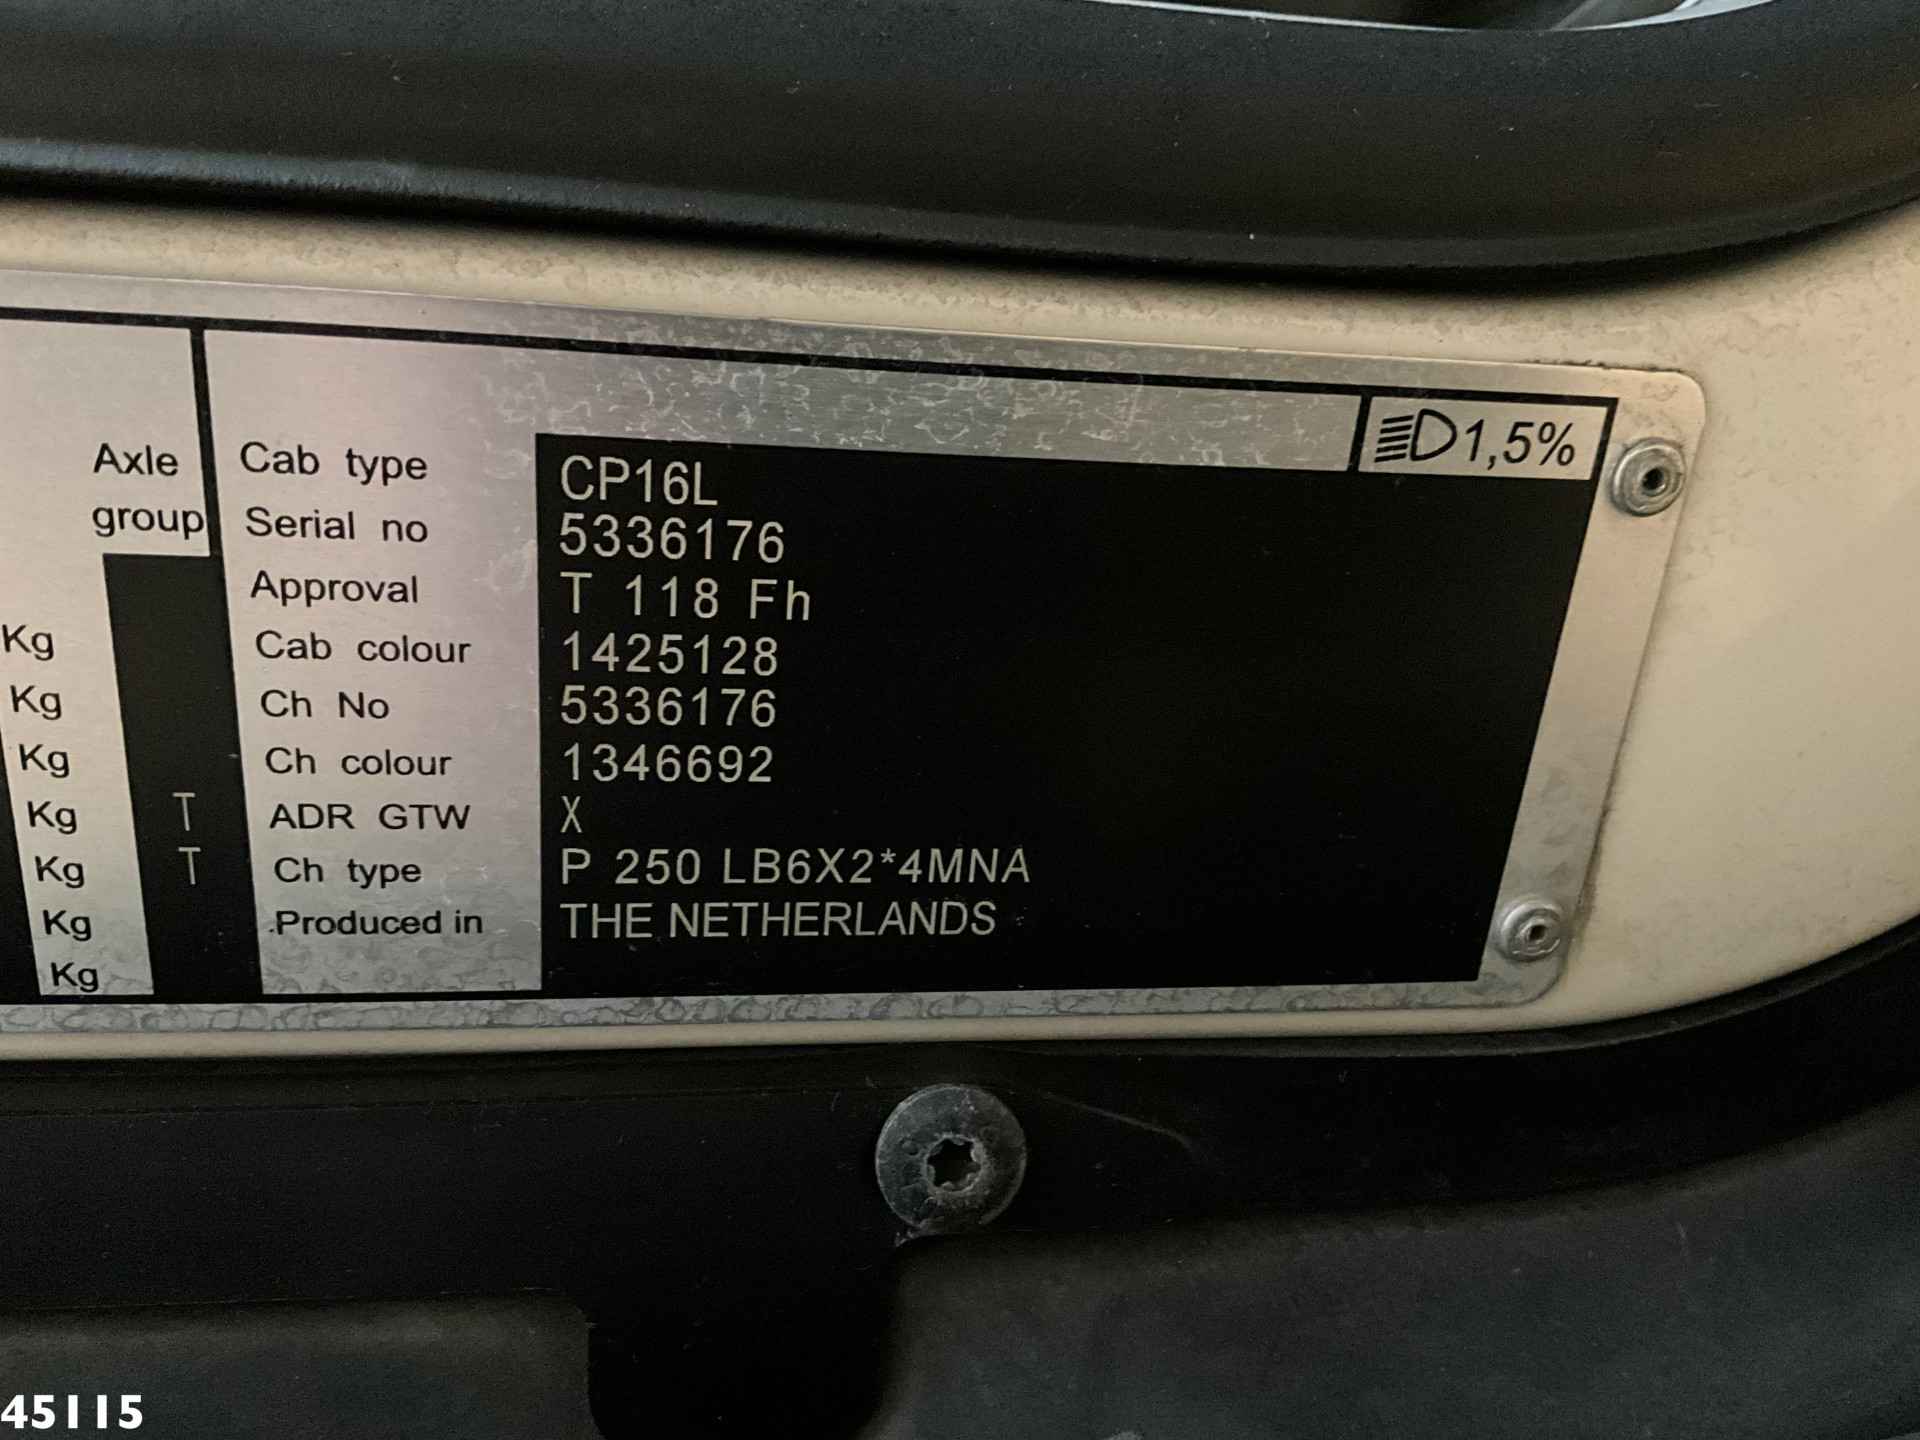 1,5%
Axle
group
Cab type CP16L
Serial no 5336176
Approval T 118 Fh
Kg Cab colour 1425128
Kg Ch No 5336176
Kg Ch colour 1346692
Kg T ADR GTW X
Kg T Ch type P 250 LB6X2*4MNA
Kg Produced in THE NETHERLANDS
Kg
45115